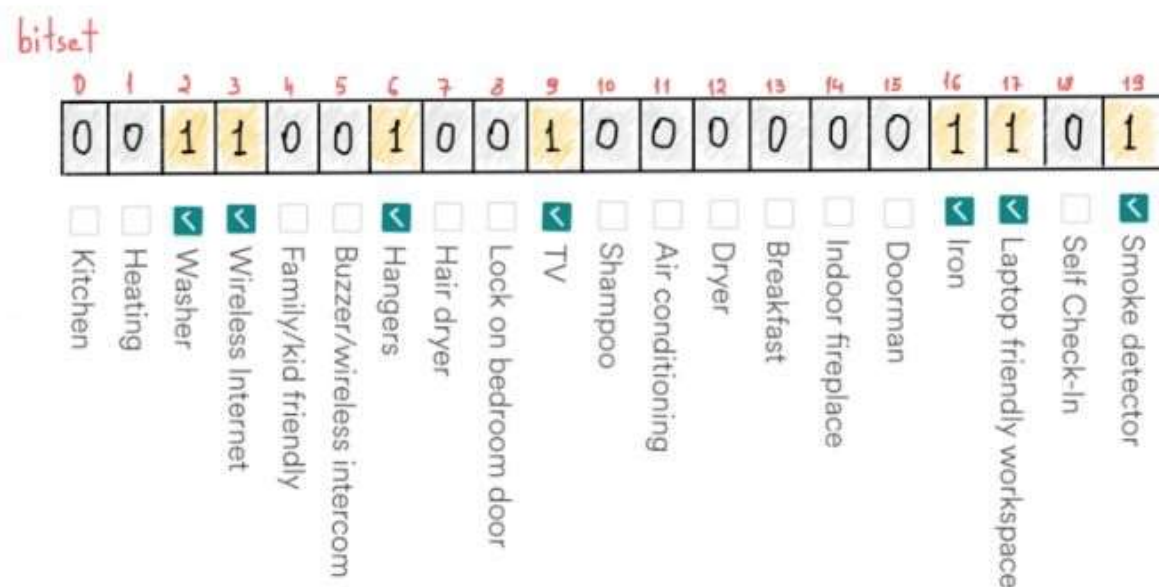 bitset
0 1 2 3 4 5 6 7 8 9 10 11 12 13 14 15 16 17 18 19
0 0 1 1 0 0 1 0 0 1 0 0 0 0 0 0 1 1 0 1
Kitchen
Heating
Washer
Wireless Internet
Family/kid friendly
Buzzer/wireless intercom
Hangers
Hair dryer
Lock on bedroom door
TV
Shampoo
Air conditioning
Dryer
Breakfast
Indoor fireplace
Doorman
Iron
Laptop friendly workspace
Self Check-In
Smoke detector